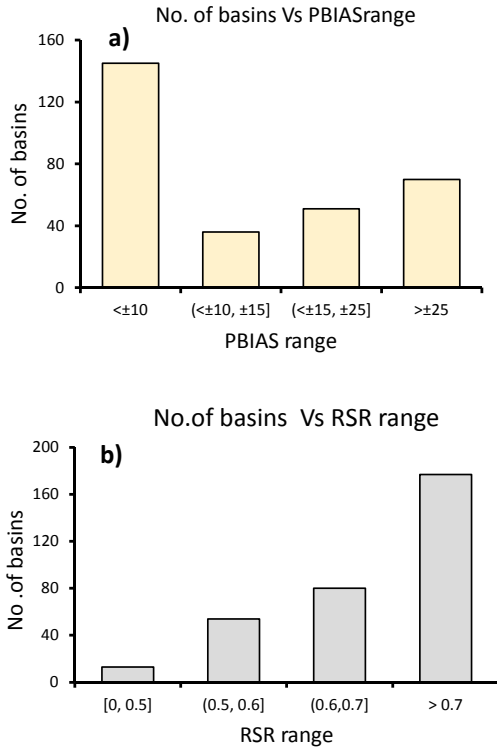 No. of basins Vs PBIASrange
a)
160
120
80
40
0
No. of basins
<±10 (<±10, ±15] (<±15, ±25] >±25
PBIAS range
No.of basins Vs RSR range
b)
200
160
120
80
40
0
No .of basins
[0, 0.5] (0.5, 0.6] (0.6,0.7] > 0.7
RSR range